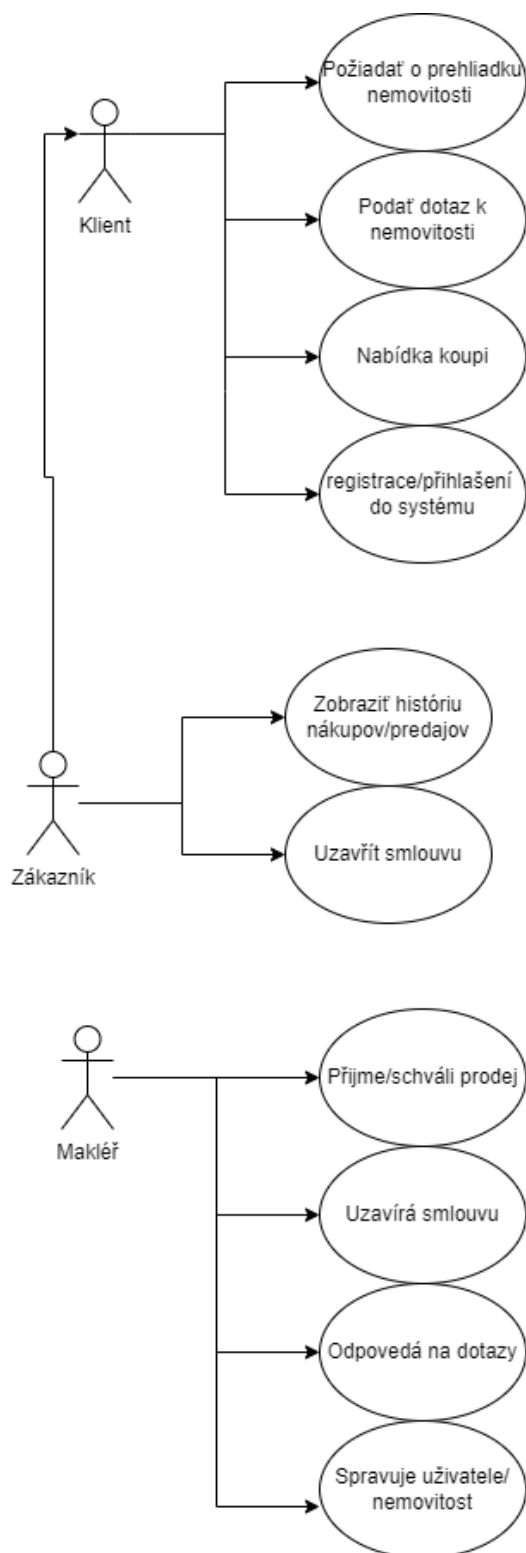 Požiadať o prehliadku
nemovitosti
Klient
Podať dotaz k
nemovitosti
Nabídka koupi
registrace/přihlašení
do systému
Zobraziť históriu
nákupov/predajov
Zákazník
Uzavřít smlouvu
Přijme/schváli prodej
Makléř
Uzavírá smlouvu
Odpovedá na dotazy
Spravuje uživatele/
nemovitost